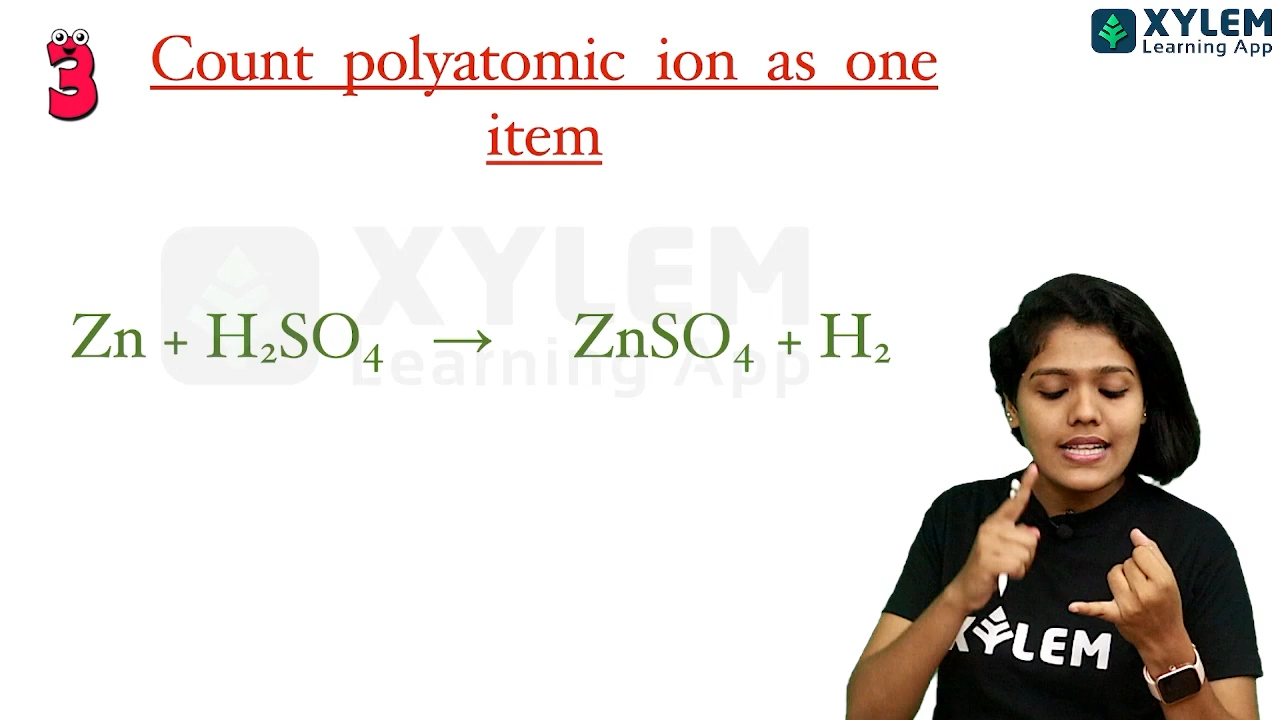 XYLEM
Learning App
3 Count polyatomic ion as one
item
XYLEM
Learning App
Zn + H₂SO₄ → ZnSO₄ + H₂
XYLEM